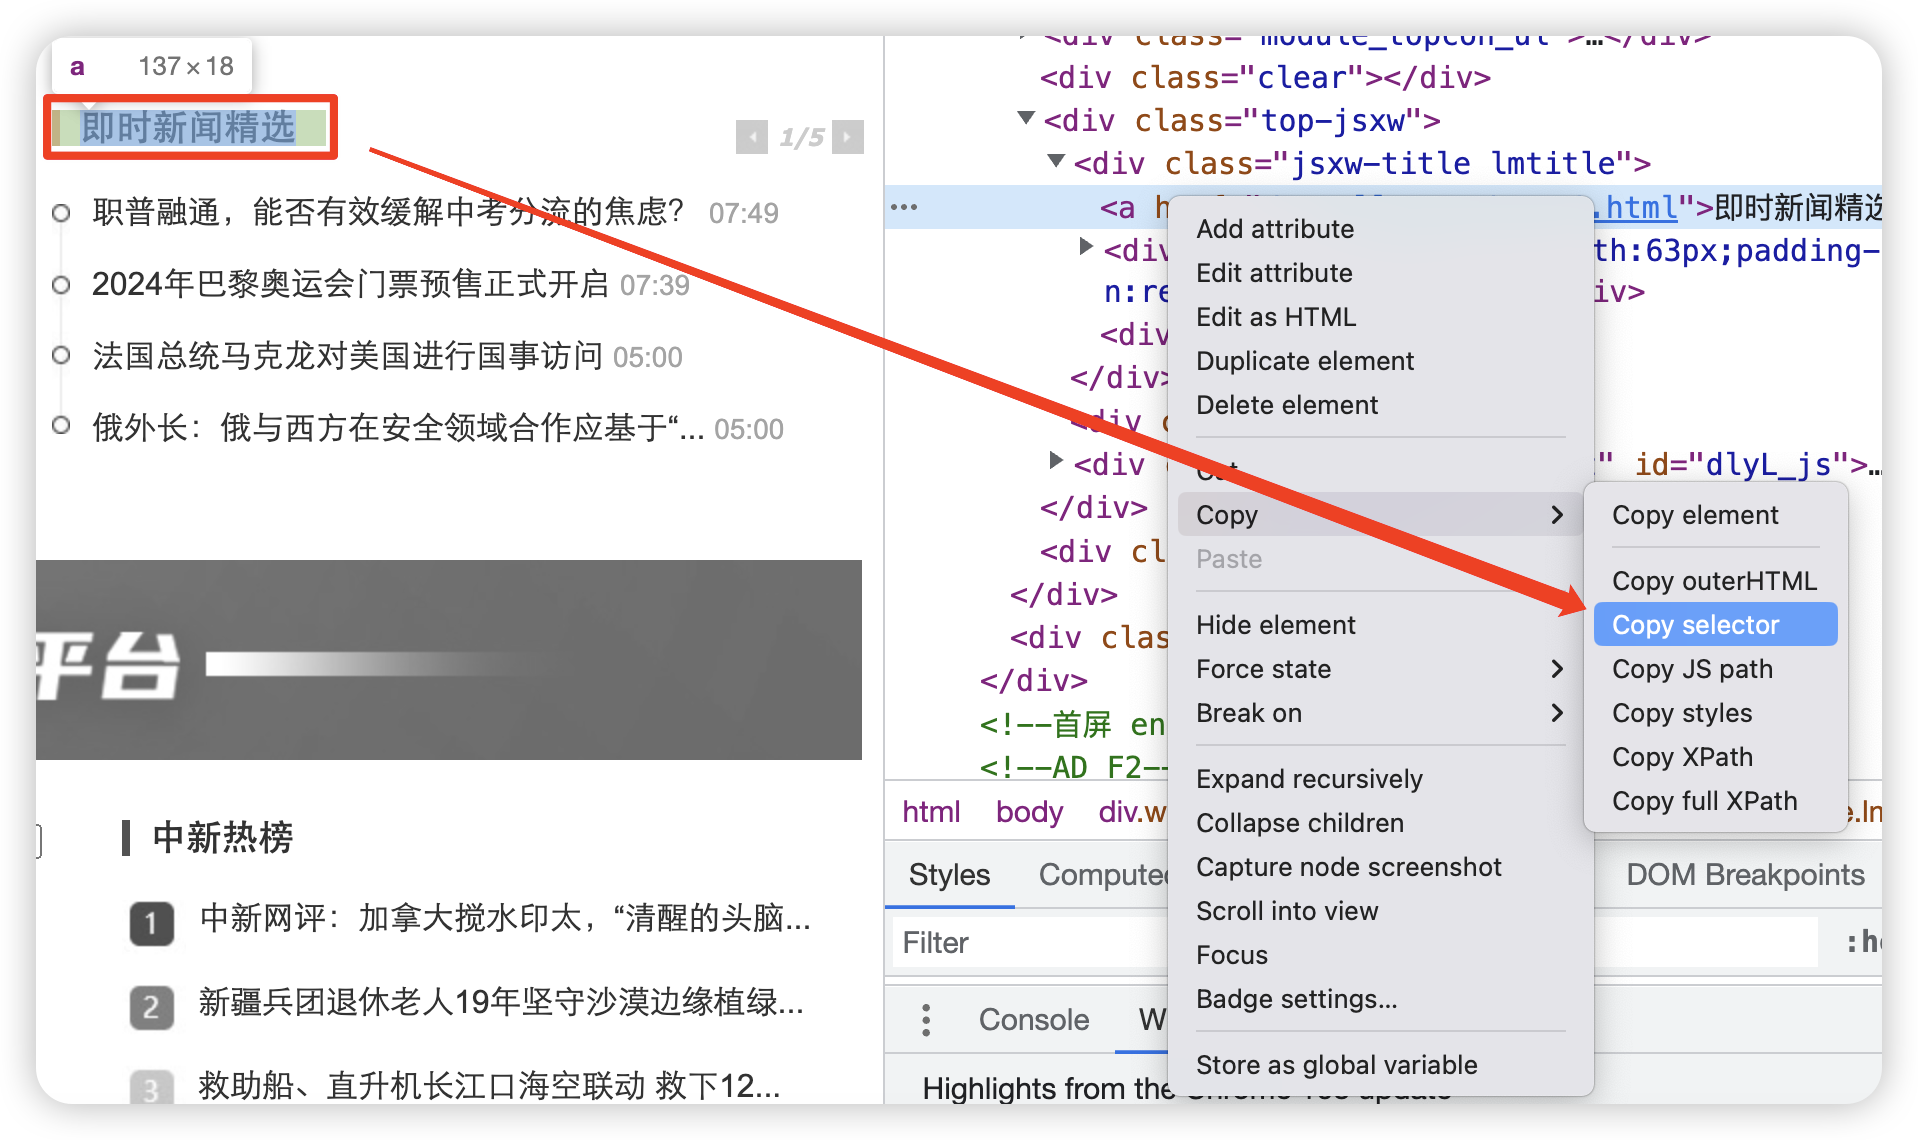 a 137×18
即时新闻精选
1/5
职普融通，能否有效缓解中考分流的焦虑？ 07:49
2024年巴黎奥运会门票预售正式开启 07:39
法国总统马克龙对美国进行国事访问 05:00
俄外长：俄与西方在安全领域合作应基于“... 05:00
平台
中新热榜
1 中新网评：加拿大搅水印太，“清醒的头脑...
2 新疆兵团退休老人19年坚守沙漠边缘植绿...
3 救助船、直升机长江口海空联动 救下12...
<div class="module_topcon_ul">…</div>
<div class="clear"></div>
<div class="top-jsxw">
<div class="jsxw-title lmtitle">
<a h .html">即时新闻精选
<div th:63px;padding-
n:re iv>
<div
</div>
<div c
<div " id="dlyL_js">…
</div>
<div cl
</div>
<div clas
</div>
<!--首屏 en
<!--AD F2--
html body div.w e.ln
Styles Computed DOM Breakpoints
Filter :ho
Console W
Highlights from the Chrome update
Add attribute
Edit attribute
Edit as HTML
Duplicate element
Delete element
Cut
Copy
Paste
Hide element
Force state
Break on
Expand recursively
Collapse children
Capture node screenshot
Scroll into view
Focus
Badge settings...
Store as global variable
Copy element
Copy outerHTML
Copy selector
Copy JS path
Copy styles
Copy XPath
Copy full XPath